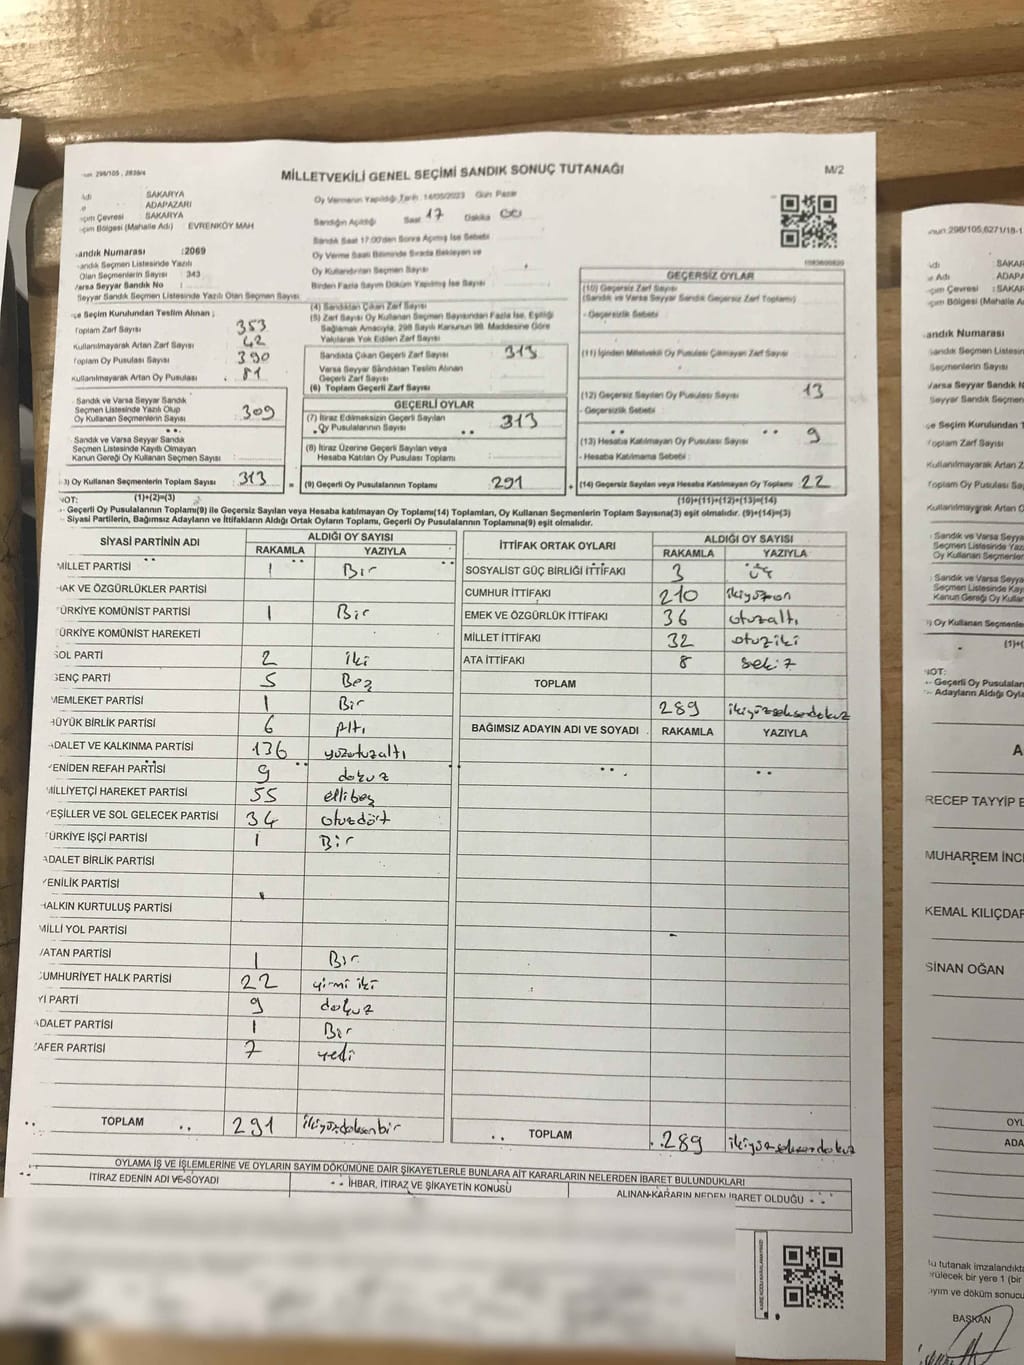 298/105, 2839/4
MİLLETVEKİLİ GENEL SEÇİMİ SANDIK SONUÇ TUTANAĞI
M/2
SAKARYA
ADAPAZARI
SAKARYA
Bölgesi (Mahalle Adı) EVRENKÖY MAH
Oy Vermenin Yapıldığı Tarih :14/05/2023 Gün Pazar
Sandığın Açıldığı Saat 17 Dakika 00
Sandık Saat 17:00'den Sonra Açılmış İse Sebebi
Oy Verme Saati Bitiminde Sırada Bekleyen ve
Oy Kullandırılan Seçmen Sayısı
Birden Fazla Sayım Döküm Yapılmış İse Sayısı
andık Numarası :2069
andık Seçmen Listesinde Yazılı
Olan Seçmenlerin Sayısı : 343
Varsa Seyyar Sandık No
Seyyar Sandık Seçmen Listesinde Yazılı Olan Seçmen Sayısı:
çe Seçim Kurulundan Teslim Alınan ;
Toplam Zarf Sayısı 353
Kullanılmayarak Artan Zarf Sayısı 42
Toplam Oy Pusulası Sayısı 390
Kullanılmayarak Artan Oy Pusulası 81
Sandık ve Varsa Seyyar Sandık
Seçmen Listesinde Yazılı Olup
Oy Kullanan Seçmenlerin Sayısı : 309
Sandık ve Varsa Seyyar Sandık
Seçmen Listesinde Kayıtlı Olmayan
Kanun Gereği Oy Kullanan Seçmen Sayısı :
3) Oy Kullanan Seçmenlerin Toplam Sayısı : 313
(4) Sandıktan Çıkan Zarf Sayısı
(5) Zarf Sayısı Oy Kullanan Seçmen Sayısından Fazla İse, Eşitliği
Sağlamak Amacıyla, 298 Sayılı Kanunun 98. Maddesine Göre
Yakılarak Yok Edilen Zarf Sayısı
Sandıkta Çıkan Geçerli Zarf Sayısı 313
Varsa Seyyar Sandıktan Teslim Alınan
Geçerli Zarf Sayısı
(6) Toplam Geçerli Zarf Sayısı
GEÇERLİ OYLAR
(7) İtiraz Edilmeksizin Geçerli Sayılan
Oy Pusulalarının Sayısı 313
(8) İtiraz Üzerine Geçerli Sayılan veya
Hesaba Katılan Oy Pusulası Toplamı
= (9) Geçerli Oy Pusulalarının Toplamı : 291
GEÇERSİZ OYLAR
(10) Geçersiz Zarf Sayısı
(Sandık ve Varsa Seyyar Sandık Geçersiz Zarf Toplamı)
- Geçersizlik Sebebi
(11) İçinden Milletvekili Oy Pusulası Çıkmayan Zarf Sayısı
(12) Geçersiz Sayılan Oy Pusulası Sayısı : 13
- Geçersizlik Sebebi
(13) Hesaba Katılmayan Oy Pusulası Sayısı : 9
- Hesaba Katılmama Sebebi :
+ (14) Geçersiz Sayılan veya Hesaba Katılmayan Oy Toplamı : 22
NOT: (1)+(2)=(3)
(10)+(11)+(12)+(13)=(14)
- Geçerli Oy Pusulalarının Toplamı(9) ile Geçersiz Sayılan veya Hesaba katılmayan Oy Toplamı(14) Toplamları, Oy Kullanan Seçmenlerin Toplam Sayısına(3) eşit olmalıdır. (9)+(14)=(3)
- Siyasi Partilerin, Bağımsız Adayların ve İttifakların Aldığı Ortak Oyların Toplamı, Geçerli Oy Pusulalarının Toplamına(9) eşit olmalıdır.
SİYASİ PARTİNİN ADI ALDIĞI OY SAYISI
RAKAMLA YAZIYLA
MİLLET PARTİSİ 1 Bir
HAK VE ÖZGÜRLÜKLER PARTİSİ
TÜRKİYE KOMÜNİST PARTİSİ 1 Bir
TÜRKİYE KOMÜNİST HAREKETİ
SOL PARTİ 2 iki
GENÇ PARTİ 5 Beş
MEMLEKET PARTİSİ 1 Bir
BÜYÜK BİRLİK PARTİSİ 6 Altı
ADALET VE KALKINMA PARTİSİ 136 yüzotuzaltı
YENİDEN REFAH PARTİSİ 9 dokuz
MİLLİYETÇİ HAREKET PARTİSİ 55 ellibeş
YEŞİLLER VE SOL GELECEK PARTİSİ 34 otuzdört
TÜRKİYE İŞÇİ PARTİSİ 1 Bir
ADALET BİRLİK PARTİSİ
YENİLİK PARTİSİ
HALKIN KURTULUŞ PARTİSİ
MİLLİ YOL PARTİSİ
VATAN PARTİSİ 1 Bir
CUMHURİYET HALK PARTİSİ 22 yirmi iki
İYİ PARTİ 9 dokuz
ADALET PARTİSİ 1 Bir
ZAFER PARTİSİ 7 yedi
TOPLAM 291 ikiyüzdoksanbir
İTTİFAK ORTAK OYLARI ALDIĞI OY SAYISI
RAKAMLA YAZIYLA
SOSYALİST GÜÇ BİRLİĞİ İTTİFAKI 3 üç
CUMHUR İTTİFAKI 210 ikiyüzon
EMEK VE ÖZGÜRLÜK İTTİFAKI 36 otuzaltı
MİLLET İTTİFAKI 32 otuziki
ATA İTTİFAKI 8 sekiz
TOPLAM
289 ikiyüzseksendokuz
BAĞIMSIZ ADAYIN ADI VE SOYADI RAKAMLA YAZIYLA
TOPLAM 289 ikiyüzseksendokuz
OYLAMA İŞ VE İŞLEMLERİNE VE OYLARIN SAYIM DÖKÜMÜNE DAİR ŞİKAYETLERLE BUNLARA AİT KARARLARIN NELERDEN İBARET BULUNDUKLARI
İTİRAZ EDENİN ADI VE SOYADI İHBAR, İTİRAZ VE ŞİKAYETİN KONUSU ALINAN KARARIN NEDEN İBARET OLDUĞU
298/105,6271/18-1
SAKAR
Adı ADAPA
Çevresi :SAKAR
Bölgesi (Mahalle Adı)
andık Numarası
andık Seçmen Listesin
Seçmenlerin Sayısı
Varsa Seyyar Sandık N
Seyyar Sandık Seçmen
çe Seçim Kurulundan T
Toplam Zarf Sayısı
Kullanılmayarak Artan Z
Toplam Oy Pusulası Sa
Kullanılmayarak Artan O
Sandık ve Varsa Seyya
Seçmen Listesinde Yaz
Oy Kullanan Seçmenle
Sandık ve Varsa Seyya
Seçmen Listesinde Kay
Kanun Gereği Oy Kulla
) Oy Kullanan Seçmenle
(1)+(
NOT:
- Geçerli Oy Pusulaları
- Adayların Aldığı Oylar
A
RECEP TAYYİP E
MUHARREM İNC
KEMAL KILIÇDAR
SİNAN OĞAN
OYL
ADA
tutanak imzalandıkta
rülecek bir yere 1 (bir
ayım ve döküm sonucu
BAŞKAN